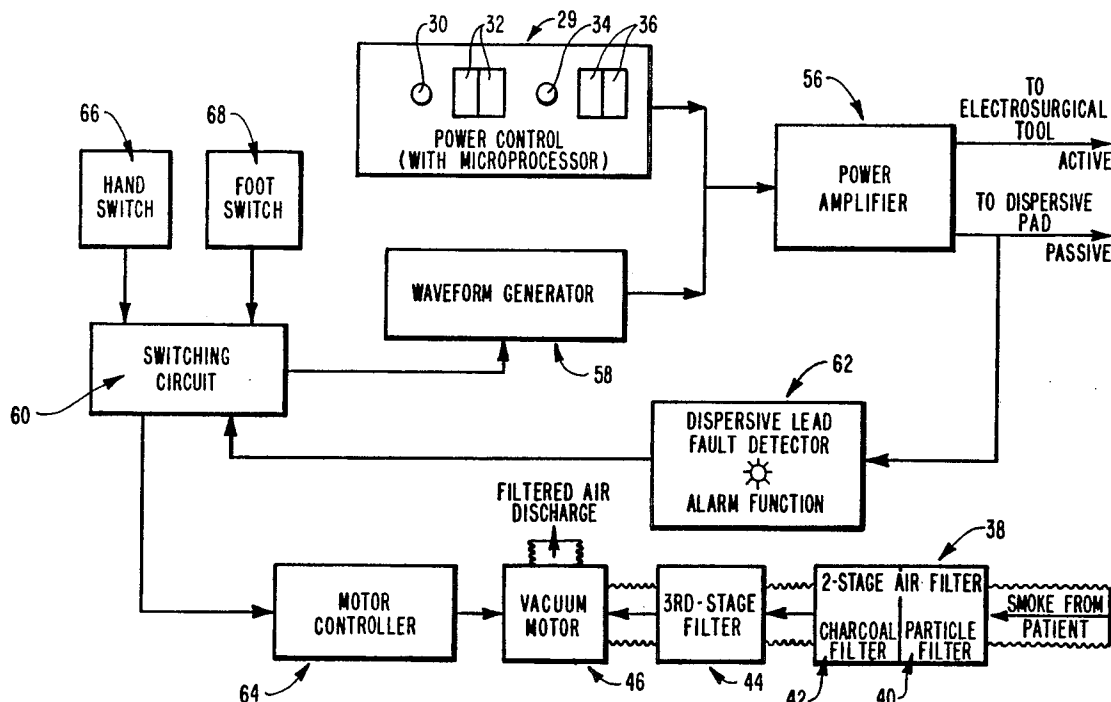 30
32
29
34
36
66
68
56
POWER CONTROL
(WITH MICROPROCESSOR)
HAND
SWITCH
FOOT
SWITCH
POWER
AMPLIFIER
TO
ELECTROSURGICAL
TOOL
ACTIVE
TO DISPERSIVE
PAD
PASSIVE
WAVEFORM GENERATOR
58
SWITCHING
CIRCUIT
60
62
DISPERSIVE LEAD
FAULT DETECTOR
ALARM FUNCTION
FILTERED AIR
DISCHARGE
38
MOTOR
CONTROLLER
64
VACUUM
MOTOR
46
3RD-STAGE
FILTER
44
2-STAGE AIR FILTER
CHARCOAL
FILTER
PARTICLE
FILTER
42
40
SMOKE FROM
PATIENT